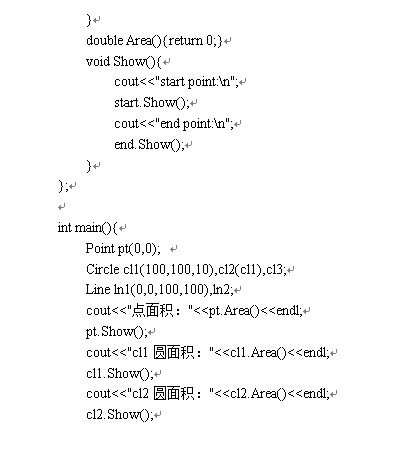 }
double Area(){return 0;}
void Show(){
cout<<"start point:\n";
start.Show();
cout<<"end point:\n";
end.Show();
}
};
int main(){
Point pt(0,0);
Circle cl1(100,100,10),cl2(cl1),cl3;
Line ln1(0,0,100,100),ln2;
cout<<"点面积："<<pt.Area()<<endl;
pt.Show();
cout<<"cl1 圆面积："<<cl1.Area()<<endl;
cl1.Show();
cout<<"cl2 圆面积："<<cl2.Area()<<endl;
cl2.Show();